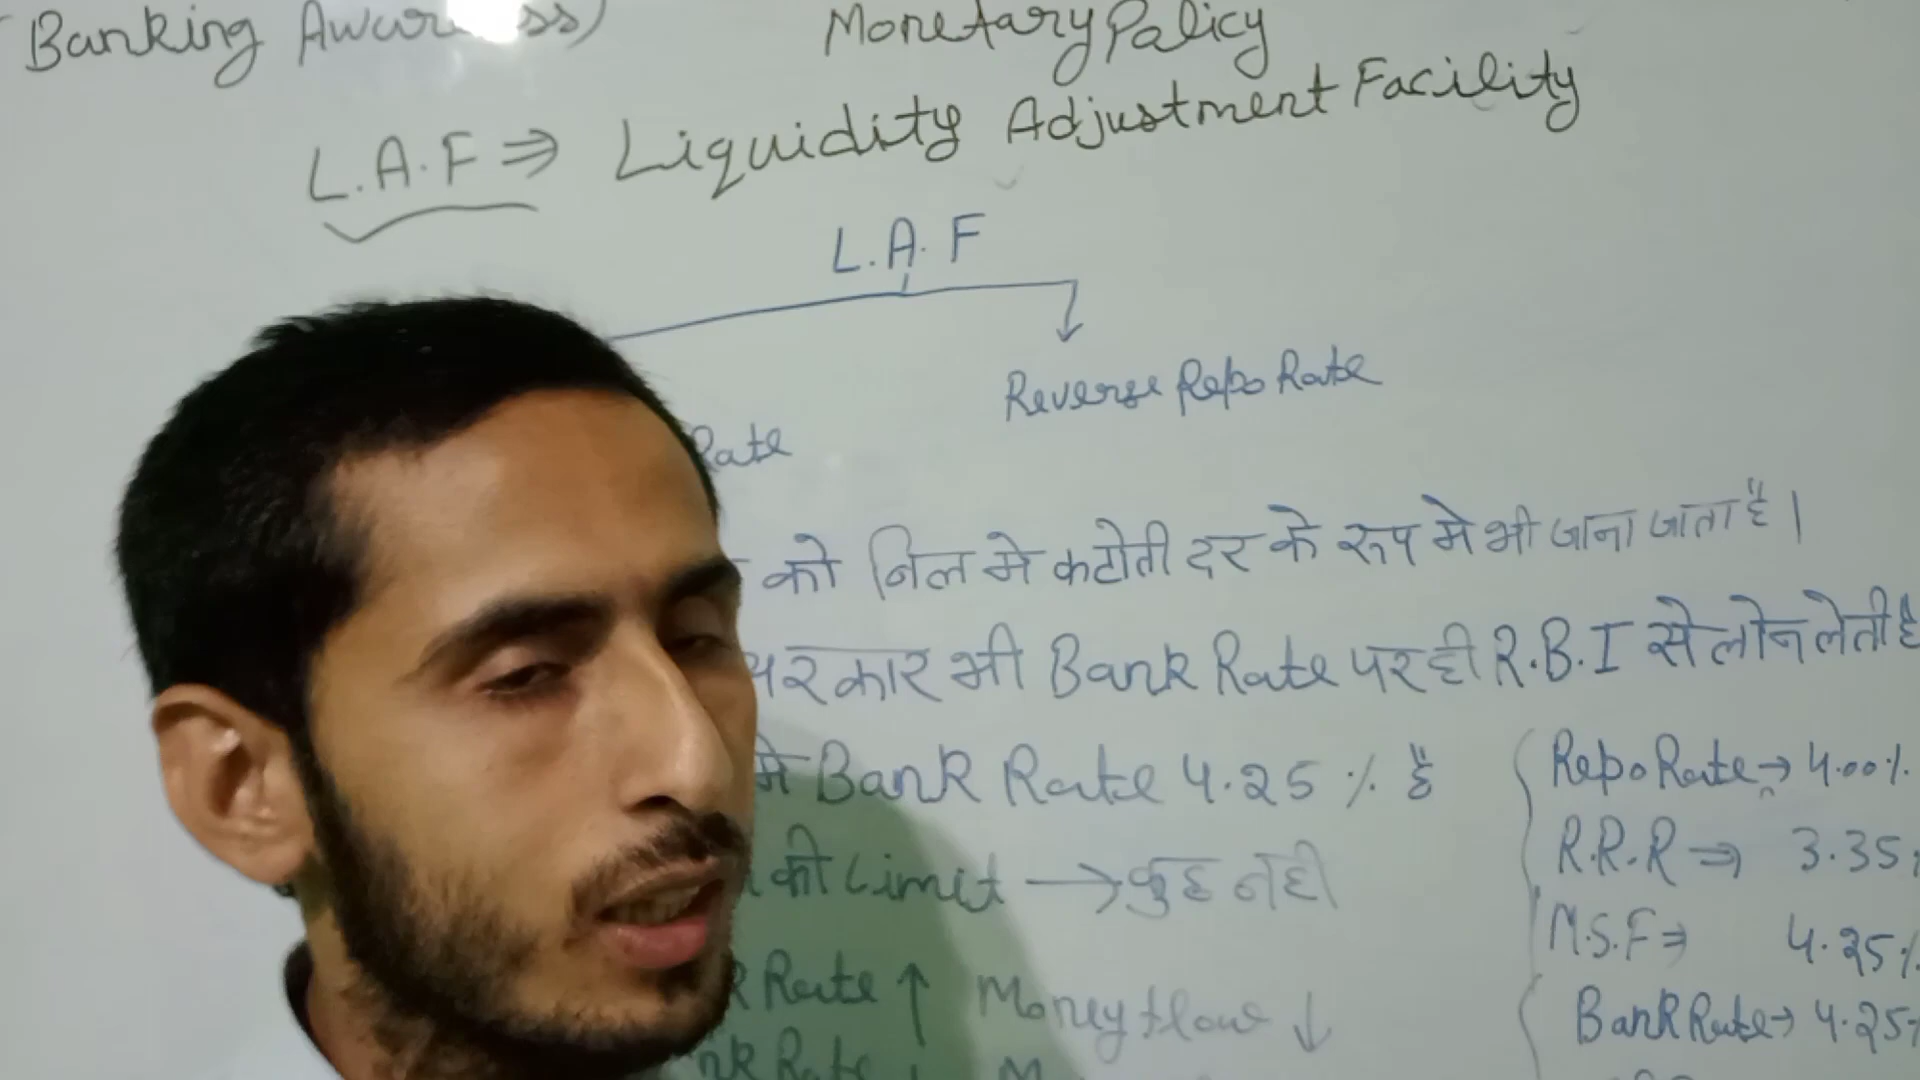 Banking Awar ss)
Monetary Policy
L.A.F ⇒ Liquidity Adjustment Facility
L.A.F
Reverse Repo Rate
Rate
को बिल मे कटोती दर के रूप मे भी जाना जाता है।
सरकार भी Bank Rate पर ही R.B.I से लोन लेती है
मे Bank Rate 4.25 % है
की Limit → कुछ नही
Rate ↑ Money flow ↓
nk Rate ↓ M
Repo Rate → 4.00%
R.R.R ⇒ 3.35
M.S.F ⇒ 4.25%
Bank Rate → 4.25%